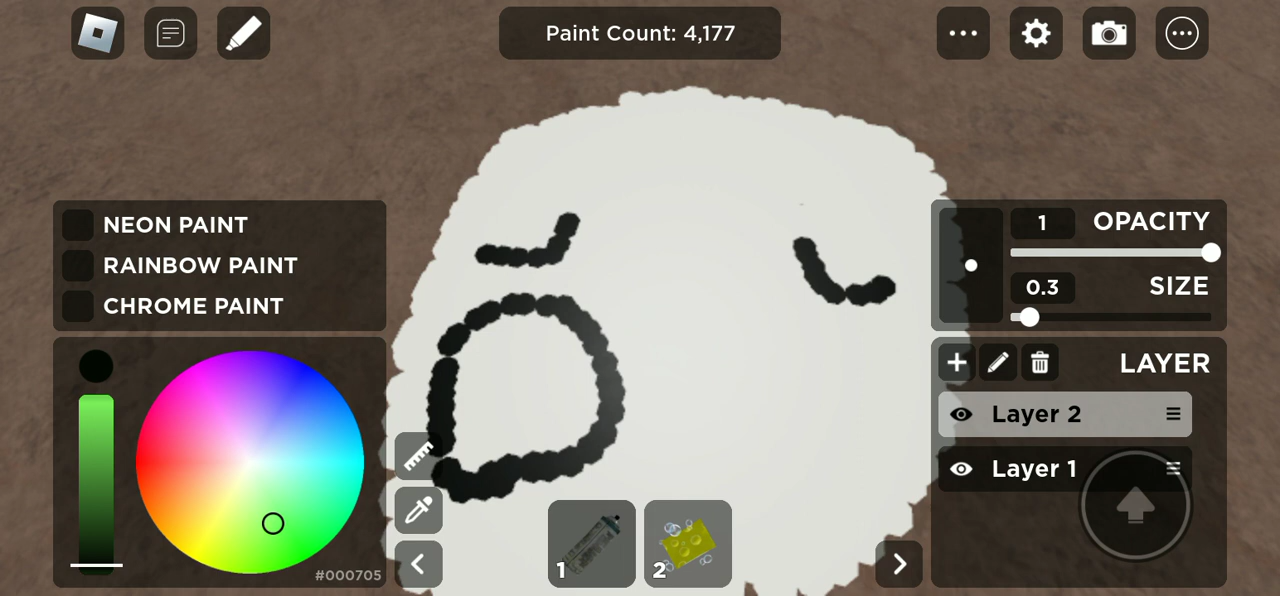 Paint Count: 4,177
NEON PAINT
RAINBOW PAINT
CHROME PAINT
1 OPACITY
0.3 SIZE
LAYER
Layer 2
Layer 1
#000705
1
2